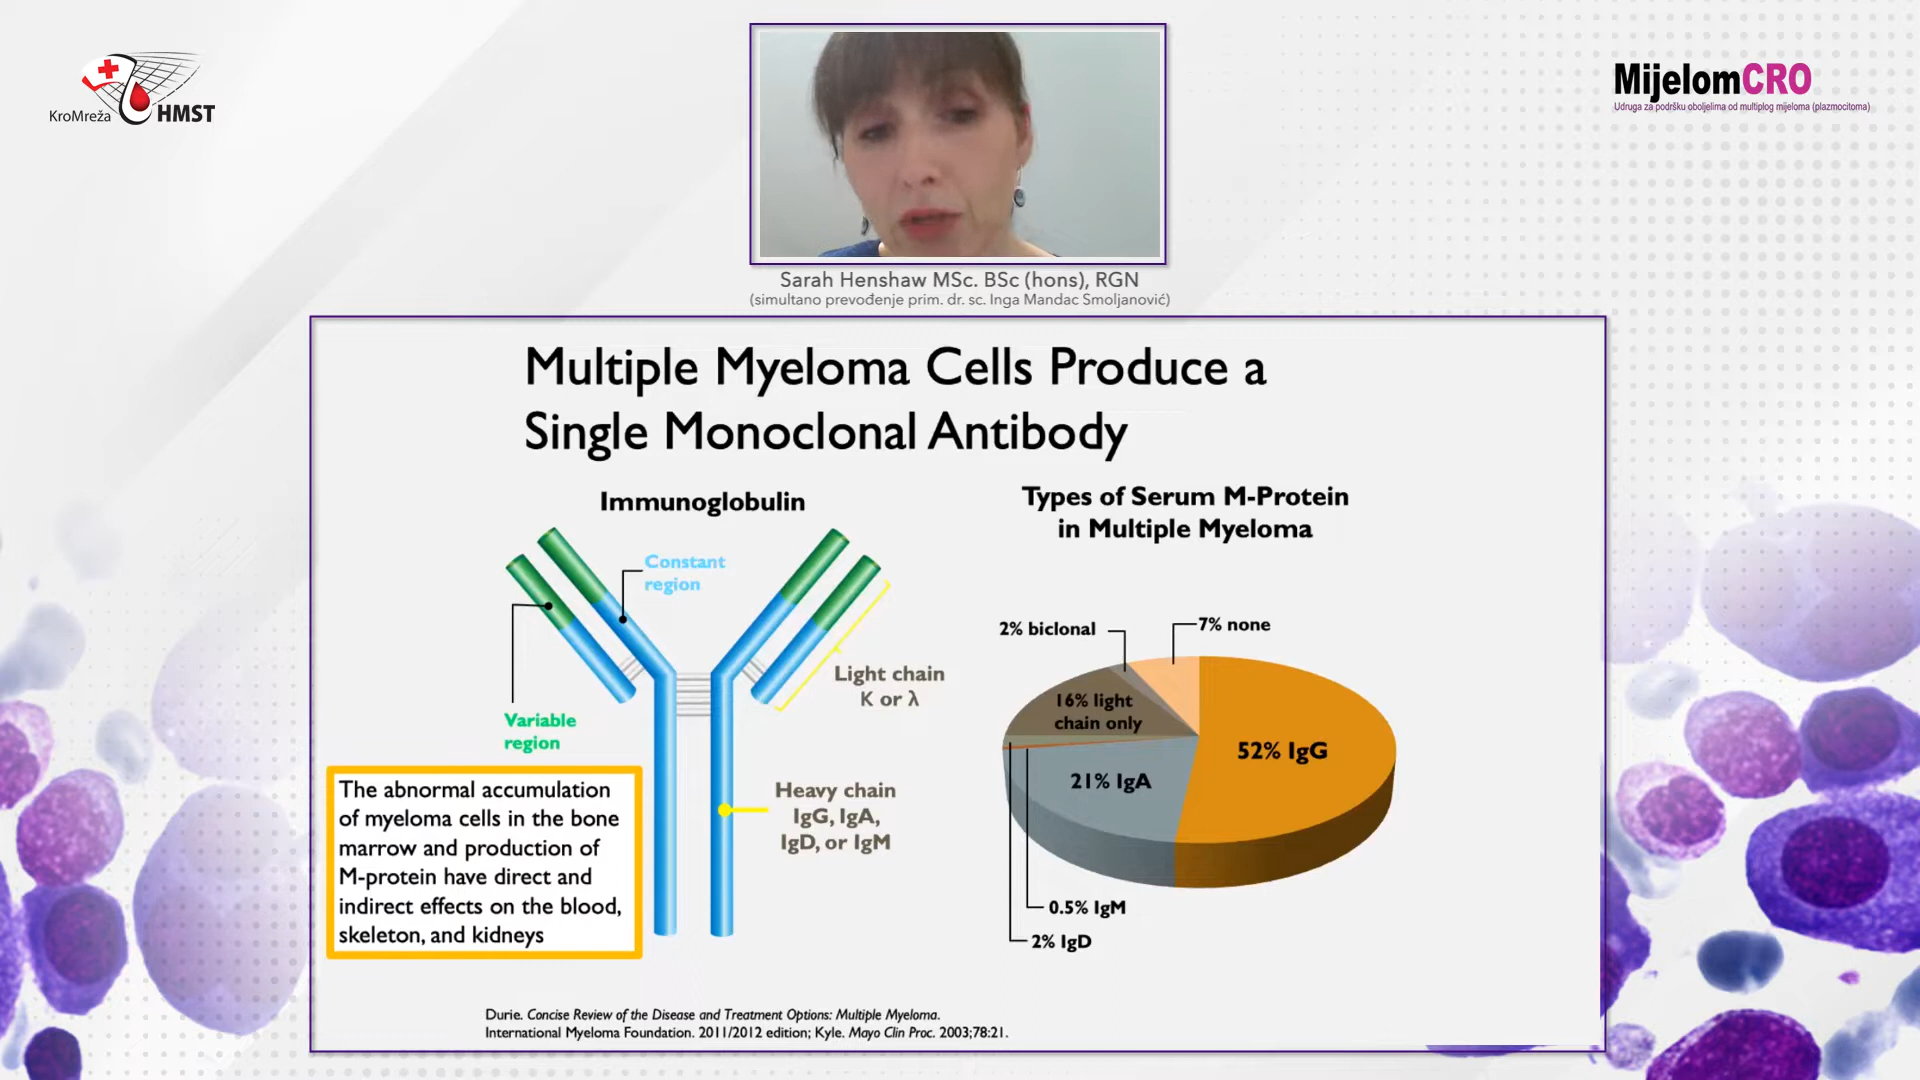 KroMreža HMST
MijelomCRO
Udruga za podršku oboljelima od multiplog mijeloma (plazmocitoma)
Sarah Henshaw MSc. BSc (hons), RGN
(simultano prevođenje prim. dr. sc. Inga Mandac Smoljanović)
Multiple Myeloma Cells Produce a
Single Monoclonal Antibody
Immunoglobulin
Constant
region
Variable
region
Light chain
K or λ
Heavy chain
IgG, IgA,
IgD, or IgM
The abnormal accumulation
of myeloma cells in the bone
marrow and production of
M-protein have direct and
indirect effects on the blood,
skeleton, and kidneys
Types of Serum M-Protein
in Multiple Myeloma
2% biclonal
7% none
16% light
chain only
52% IgG
21% IgA
0.5% IgM
2% IgD
Durie. Concise Review of the Disease and Treatment Options: Multiple Myeloma.
International Myeloma Foundation. 2011/2012 edition; Kyle. Mayo Clin Proc. 2003;78:21.